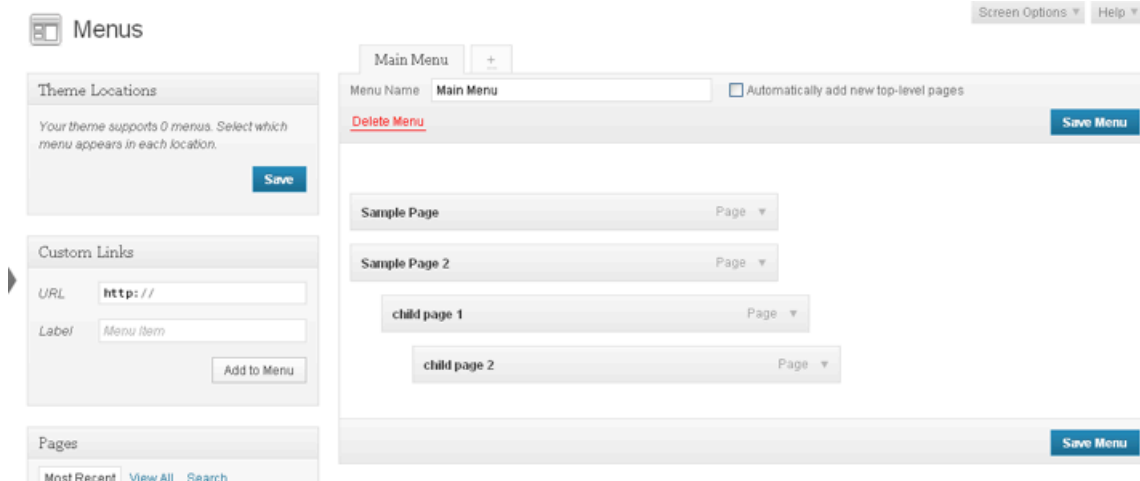 Screen Options Help
Menus
Main Menu +
Theme Locations
Your theme supports 0 menus. Select which
menu appears in each location.
Save
Custom Links
URL http://
Label Menu Item
Add to Menu
Pages
Most Recent View All Search
Menu Name Main Menu Automatically add new top-level pages
Delete Menu Save Menu
Sample Page Page
Sample Page 2 Page
child page 1 Page
child page 2 Page
Save Menu